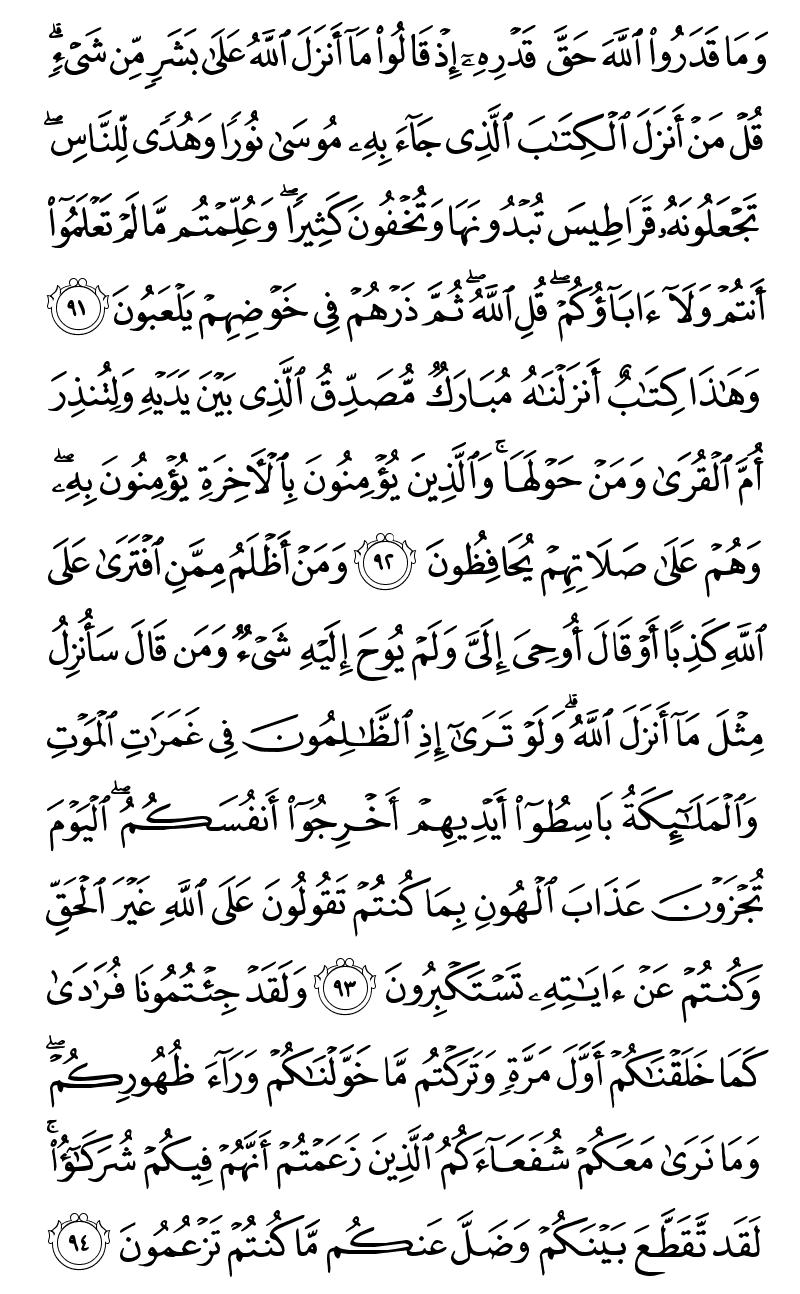 وَمَا قَدَرُوا۟ ٱللَّهَ حَقَّ قَدْرِهِۦٓ إِذْ قَالُوا۟ مَآ أَنزَلَ ٱللَّهُ عَلَىٰ بَشَرٍ مِّن شَىْءٍ ۗ
قُلْ مَنْ أَنزَلَ ٱلْكِتَـٰبَ ٱلَّذِى جَآءَ بِهِۦ مُوسَىٰ نُورًا وَهُدًى لِّلنَّاسِ ۖ
تَجْعَلُونَهُۥ قَرَاطِيسَ تُبْدُونَهَا وَتُخْفُونَ كَثِيرًا ۖ وَعُلِّمْتُم مَّا لَمْ تَعْلَمُوٓا۟
أَنتُمْ وَلَآ ءَابَآؤُكُمْ ۖ قُلِ ٱللَّهُ ۖ ثُمَّ ذَرْهُمْ فِى خَوْضِهِمْ يَلْعَبُونَ ٩١
وَهَـٰذَا كِتَـٰبٌ أَنزَلْنَـٰهُ مُبَارَكٌ مُّصَدِّقُ ٱلَّذِى بَيْنَ يَدَيْهِ وَلِتُنذِرَ
أُمَّ ٱلْقُرَىٰ وَمَنْ حَوْلَهَا ۚ وَٱلَّذِينَ يُؤْمِنُونَ بِٱلْـَٔاخِرَةِ يُؤْمِنُونَ بِهِۦ ۖ
وَهُمْ عَلَىٰ صَلَاتِهِمْ يُحَافِظُونَ ٩٢ وَمَنْ أَظْلَمُ مِمَّنِ ٱفْتَرَىٰ عَلَى
ٱللَّهِ كَذِبًا أَوْ قَالَ أُوحِىَ إِلَىَّ وَلَمْ يُوحَ إِلَيْهِ شَىْءٌ وَمَن قَالَ سَأُنزِلُ
مِثْلَ مَآ أَنزَلَ ٱللَّهُ ۗ وَلَوْ تَرَىٰٓ إِذِ ٱلظَّـٰلِمُونَ فِى غَمَرَٰتِ ٱلْمَوْتِ
وَٱلْمَلَـٰٓئِكَةُ بَاسِطُوٓا۟ أَيْدِيهِمْ أَخْرِجُوٓا۟ أَنفُسَكُمُ ۖ ٱلْيَوْمَ
تُجْزَوْنَ عَذَابَ ٱلْهُونِ بِمَا كُنتُمْ تَقُولُونَ عَلَى ٱللَّهِ غَيْرَ ٱلْحَقِّ
وَكُنتُمْ عَنْ ءَايَـٰتِهِۦ تَسْتَكْبِرُونَ ٩٣ وَلَقَدْ جِئْتُمُونَا فُرَٰدَىٰ
كَمَا خَلَقْنَـٰكُمْ أَوَّلَ مَرَّةٍ وَتَرَكْتُم مَّا خَوَّلْنَـٰكُمْ وَرَآءَ ظُهُورِكُمْ ۖ
وَمَا نَرَىٰ مَعَكُمْ شُفَعَآءَكُمُ ٱلَّذِينَ زَعَمْتُمْ أَنَّهُمْ فِيكُمْ شُرَكَـٰٓؤُا۟ ۚ
لَقَد تَّقَطَّعَ بَيْنَكُمْ وَضَلَّ عَنكُم مَّا كُنتُمْ تَزْعُمُونَ ٩٤